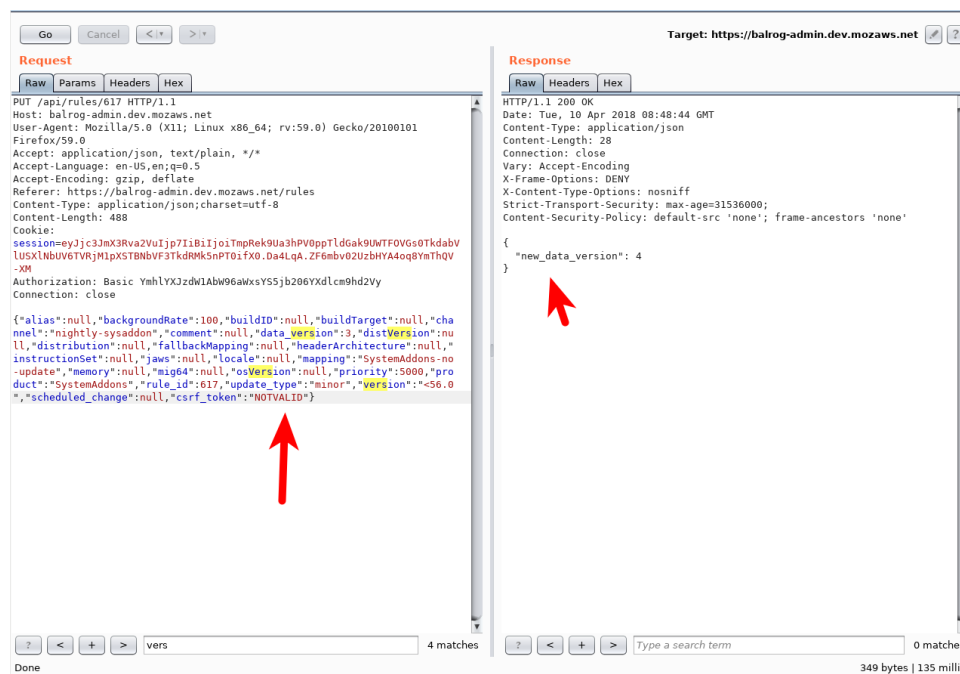 Go
Cancel
< | ▾
> | ▾
Target: https://balrog-admin.dev.mozaws.net
?
Request
Raw Params Headers Hex
PUT /api/rules/617 HTTP/1.1
Host: balrog-admin.dev.mozaws.net
User-Agent: Mozilla/5.0 (X11; Linux x86_64; rv:59.0) Gecko/20100101
Firefox/59.0
Accept: application/json, text/plain, */*
Accept-Language: en-US,en;q=0.5
Accept-Encoding: gzip, deflate
Referer: https://balrog-admin.dev.mozaws.net/rules
Content-Type: application/json;charset=utf-8
Content-Length: 488
Cookie:
session=eyJjc3JmX3Rva2VuIjp7IiBiIjoiTmpRek9Ua3hPV0ppTldGak9UWTFOVGs0TkdabV
lUSXlNbUV6TVRjM1pXSTBNbVF3TkdRMk5nPT0ifX0.Da4LqA.ZF6mbv02UzbHYA4oq8YmThQV
-XM
Authorization: Basic YmhlYXJzdW1AbW96aWxsYS5jb206YXdlcm9hd2Vy
Connection: close
{"alias":null,"backgroundRate":100,"buildID":null,"buildTarget":null,"cha
nnel":"nightly-sysaddon","comment":null,"data_version":3,"distVersion":nu
ll,"distribution":null,"fallbackMapping":null,"headerArchitecture":null,"
instructionSet":null,"jaws":null,"locale":null,"mapping":"SystemAddons-no
-update","memory":null,"mig64":null,"osVersion":null,"priority":5000,"pro
duct":"SystemAddons","rule_id":617,"update_type":"minor","version":"<56.0
","scheduled_change":null,"csrf_token":"NOTVALID"}
? < + > vers 4 matches
Response
Raw Headers Hex
HTTP/1.1 200 OK
Date: Tue, 10 Apr 2018 08:48:44 GMT
Content-Type: application/json
Content-Length: 28
Connection: close
Vary: Accept-Encoding
X-Frame-Options: DENY
X-Content-Type-Options: nosniff
Strict-Transport-Security: max-age=31536000;
Content-Security-Policy: default-src 'none'; frame-ancestors 'none'
{
"new_data_version": 4
}
? < + > Type a search term 0 matche
Done
349 bytes | 135 milli